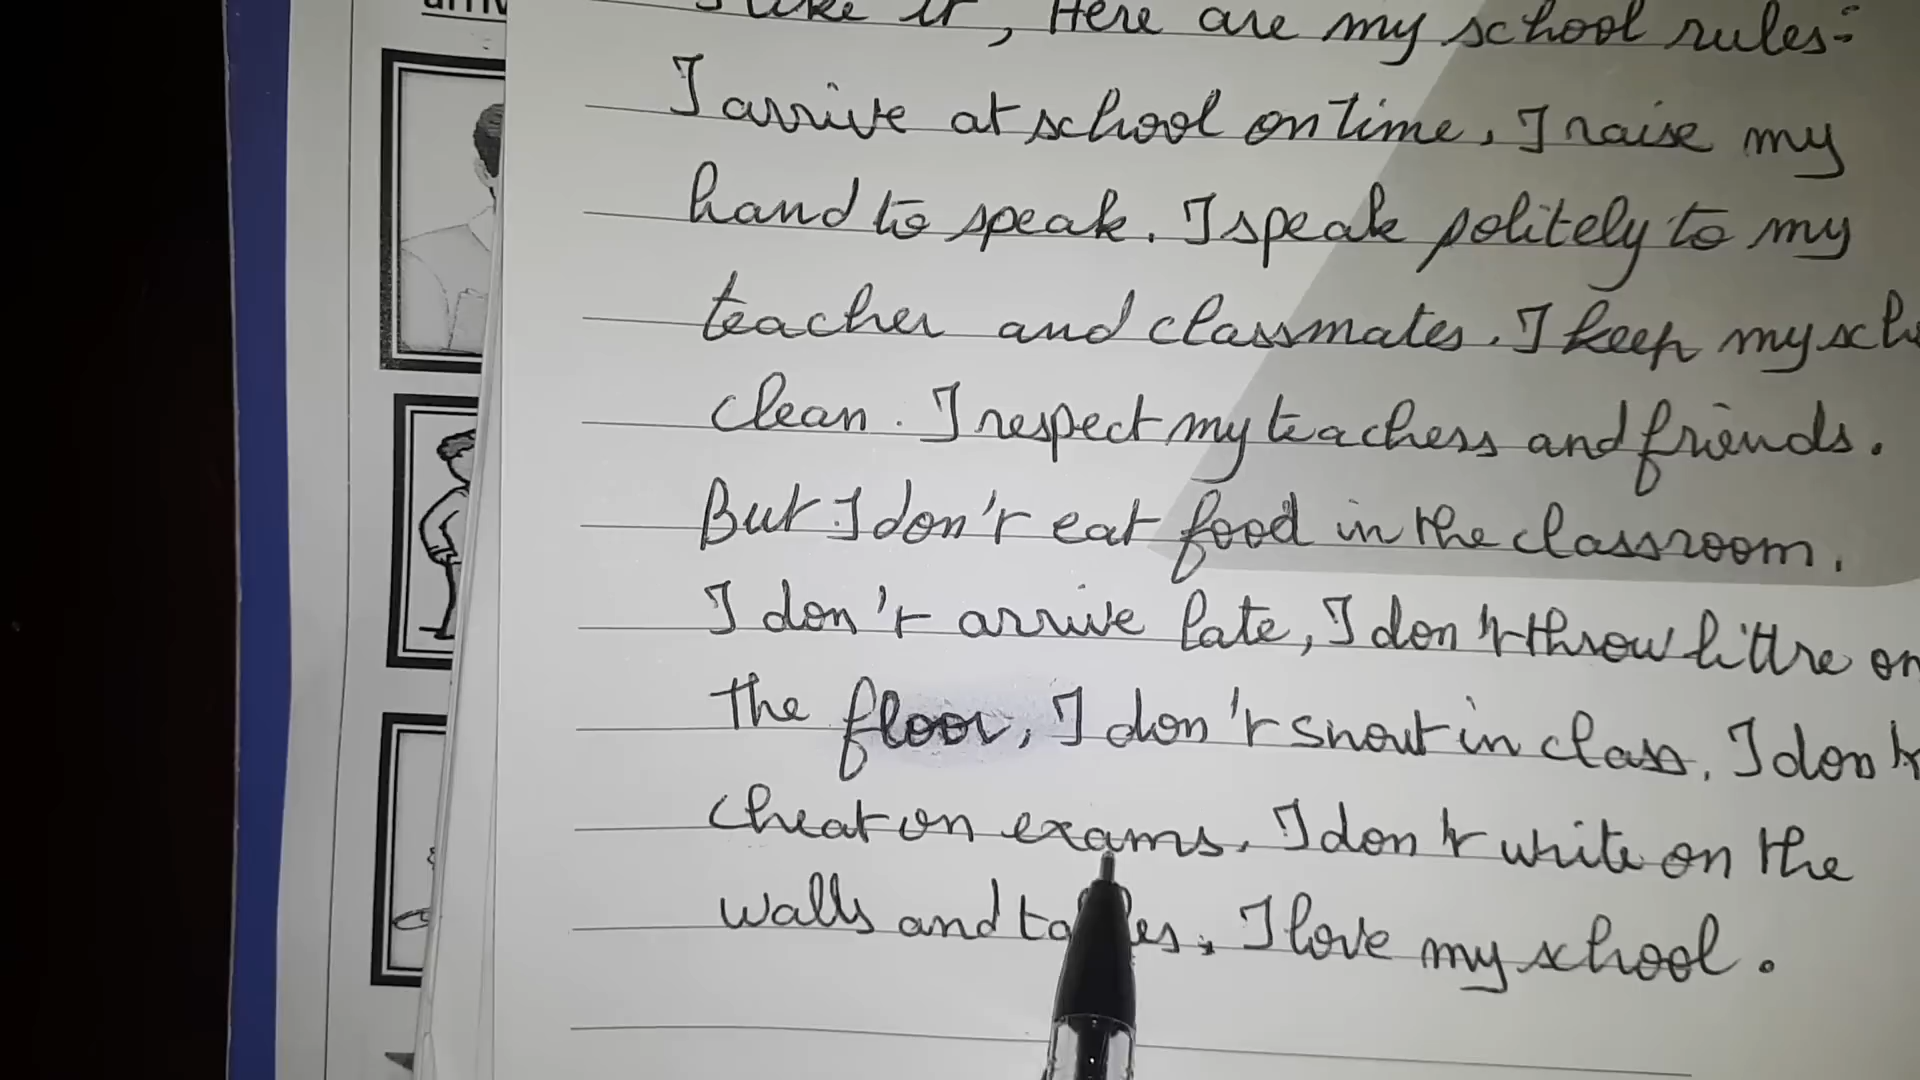 arriv
I like it, Here are my school rules:
I arrive at school on time, I raise my
hand to speak. I speak politely to my
teacher and classmates. I keep my sch
clean. I respect my teachers and friends.
But I don't eat food in the classroom.
I don't arrive late, I don't throw littre on
the floor, I don't shout in class, I don't
cheat on exams, I don't write on the
walls and tables, I love my school.